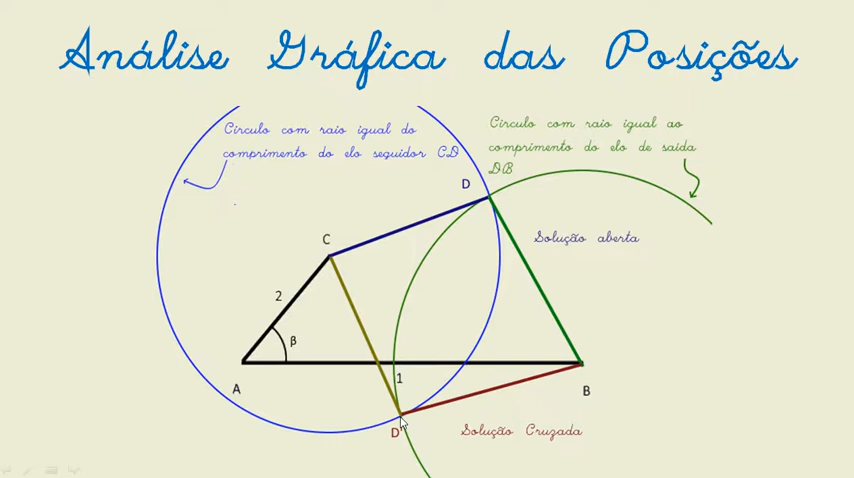 Análise Gráfica das Posições
Círculo com raio igual do
comprimento do elo seguidor CD
Círculo com raio igual ao
comprimento do elo de saída
DB
D
Solução aberta
C
2
β
A
1
B
D'
Solução Cruzada